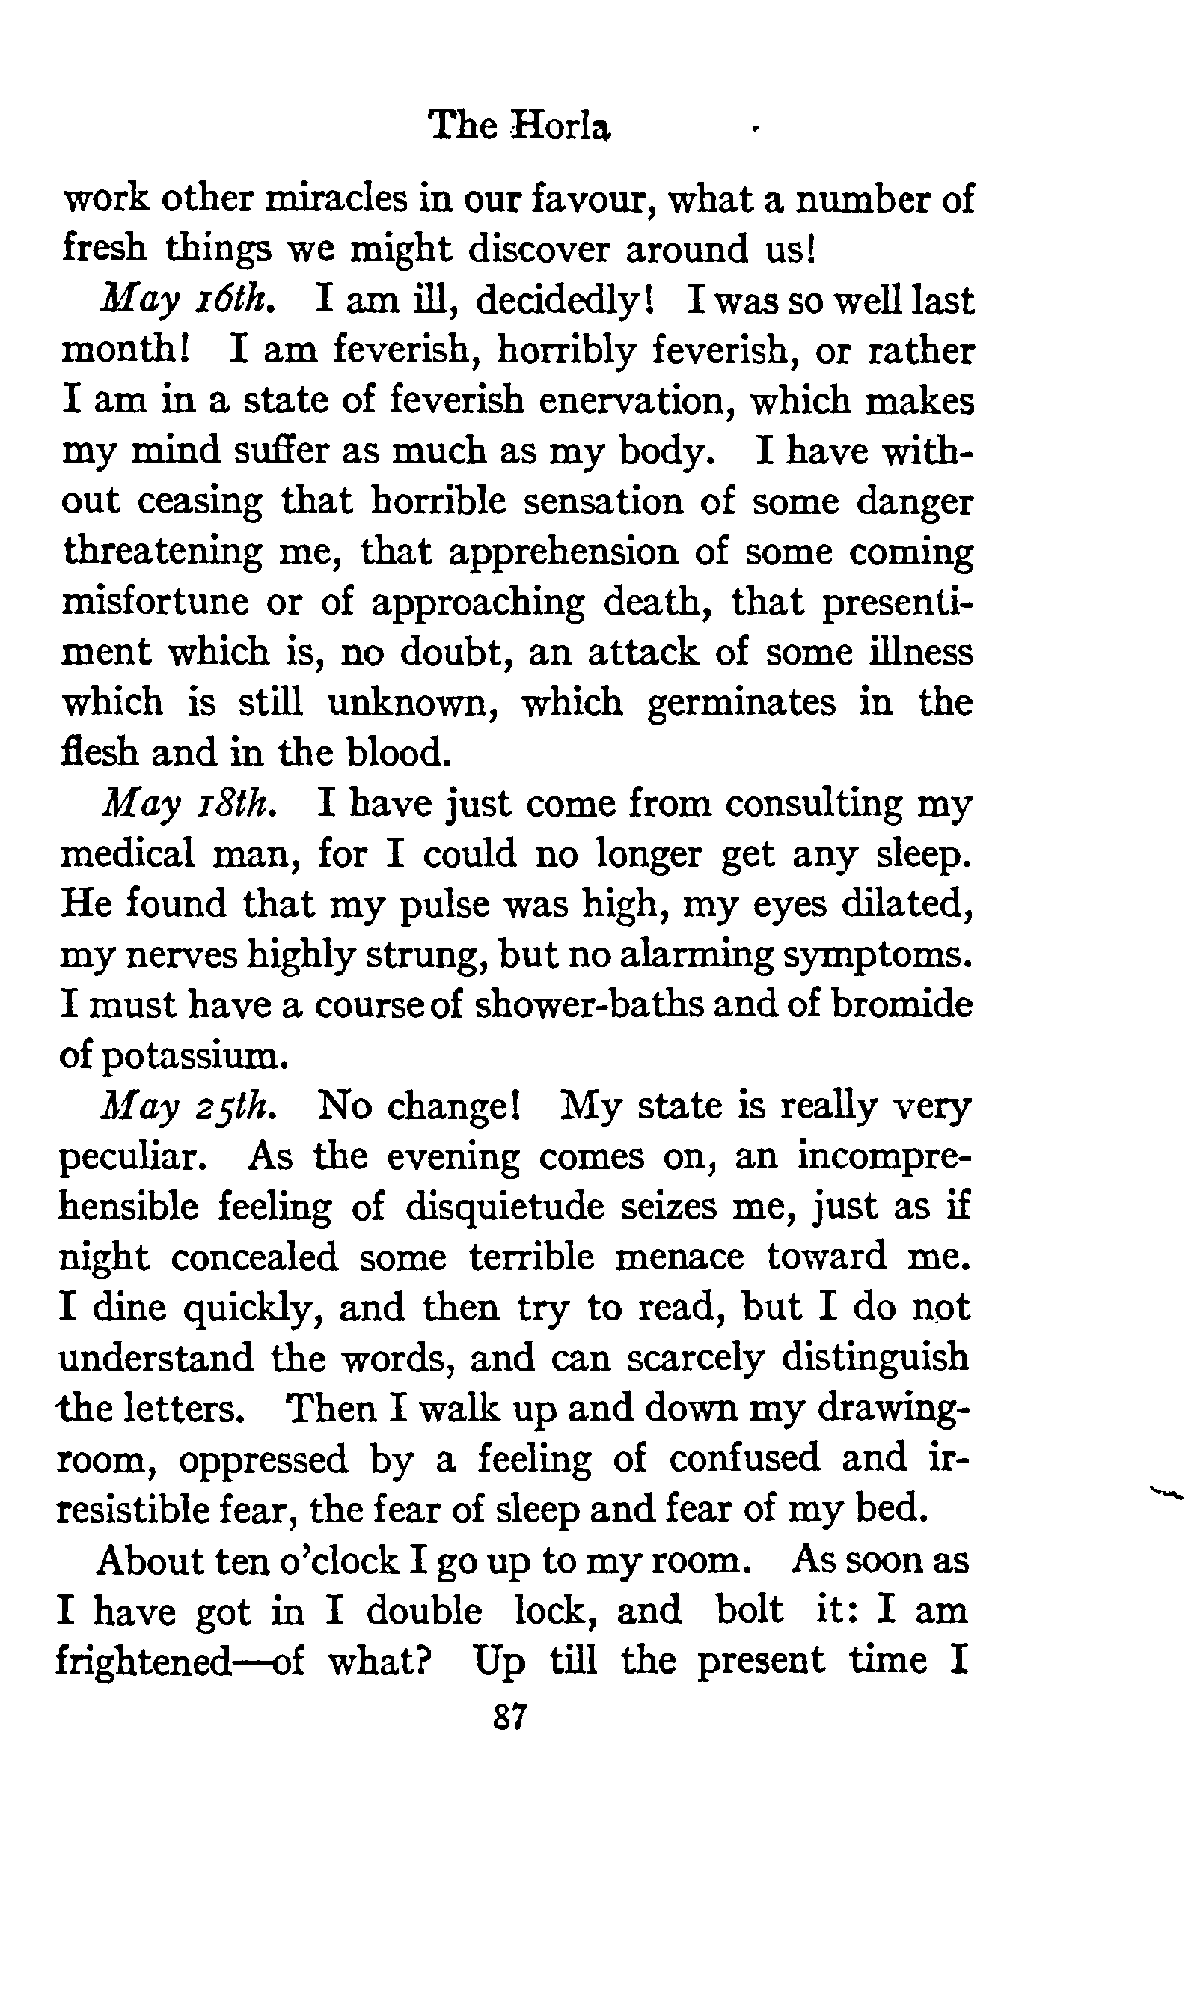 The Horla
work other miracles in our favour, what a number of
fresh things we might discover around us!
May 16th. I am ill, decidedly! I was so well last
month! I am feverish, horribly feverish, or rather
I am in a state of feverish enervation, which makes
my mind suffer as much as my body. I have with-
out ceasing that horrible sensation of some danger
threatening me, that apprehension of some coming
misfortune or of approaching death, that presenti-
ment which is, no doubt, an attack of some illness
which is still unknown, which germinates in the
flesh and in the blood.
May 18th. I have just come from consulting my
medical man, for I could no longer get any sleep.
He found that my pulse was high, my eyes dilated,
my nerves highly strung, but no alarming symptoms.
I must have a course of shower-baths and of bromide
of potassium.
May 25th. No change! My state is really very
peculiar. As the evening comes on, an incompre-
hensible feeling of disquietude seizes me, just as if
night concealed some terrible menace toward me.
I dine quickly, and then try to read, but I do not
understand the words, and can scarcely distinguish
the letters. Then I walk up and down my drawing-
room, oppressed by a feeling of confused and ir-
resistible fear, the fear of sleep and fear of my bed.
About ten o'clock I go up to my room. As soon as
I have got in I double lock, and bolt it: I am
frightened—of what? Up till the present time I
87